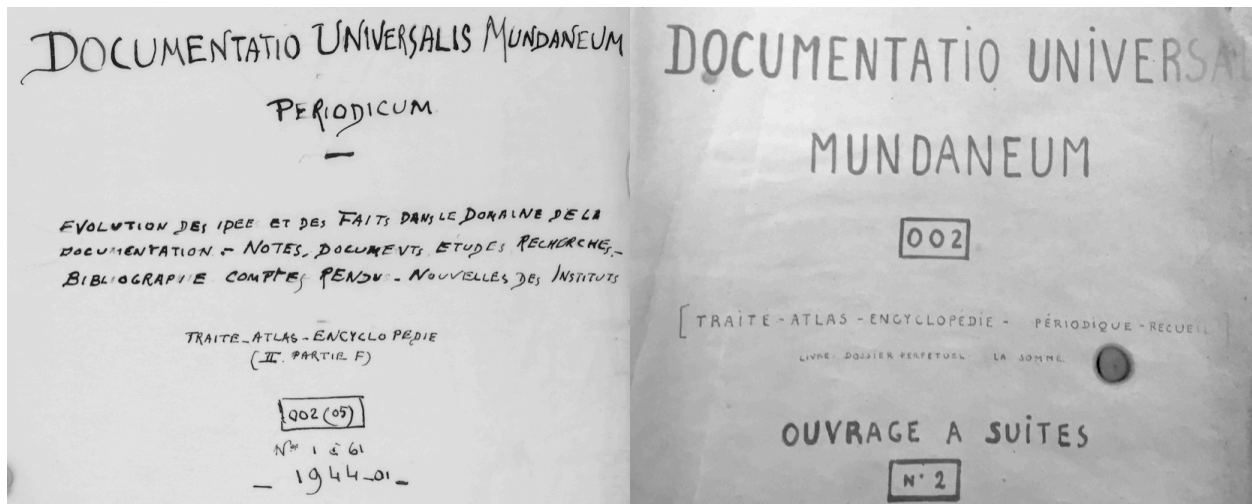 DOCUMENTATIO UNIVERSALIS MUNDANEUM
PERIODICUM
EVOLUTION DES IDEE ET DES FAITS DANS LE DOMAINE DE LA
DOCUMENTATION - NOTES, DOCUMENTS ETUDES RECHERCHES -
BIBLIOGRAPHIE COMPTES RENDU - NOUVELLES DES INSTITUTS
TRAITE-ATLAS-ENCYCLOPEDIE
(II. PARTIE F)
002 (05)
Nos 1 à 61
_ 1944-01 _
DOCUMENTATIO UNIVERSA
MUNDANEUM
002
[TRAITE - ATLAS - ENCYCLOPÉDIE - PÉRIODIQUE - RECUEIL]
LIVRE DOSSIER PERPETUEL LA SOMME
OUVRAGE A SUITES
N° 2